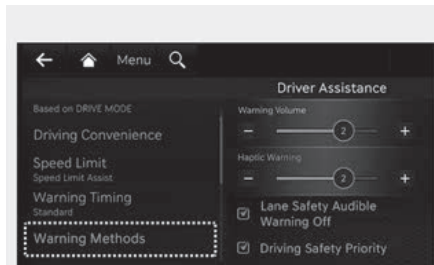 Menu
Driver Assistance
Based on DRIVE MODE
Driving Convenience
Speed Limit
Speed Limit Assist
Warning Timing
Standard
Warning Methods
Warning Volume
− 2 +
Haptic Warning
− 2 +
Lane Safety Audible
Warning Off
Driving Safety Priority